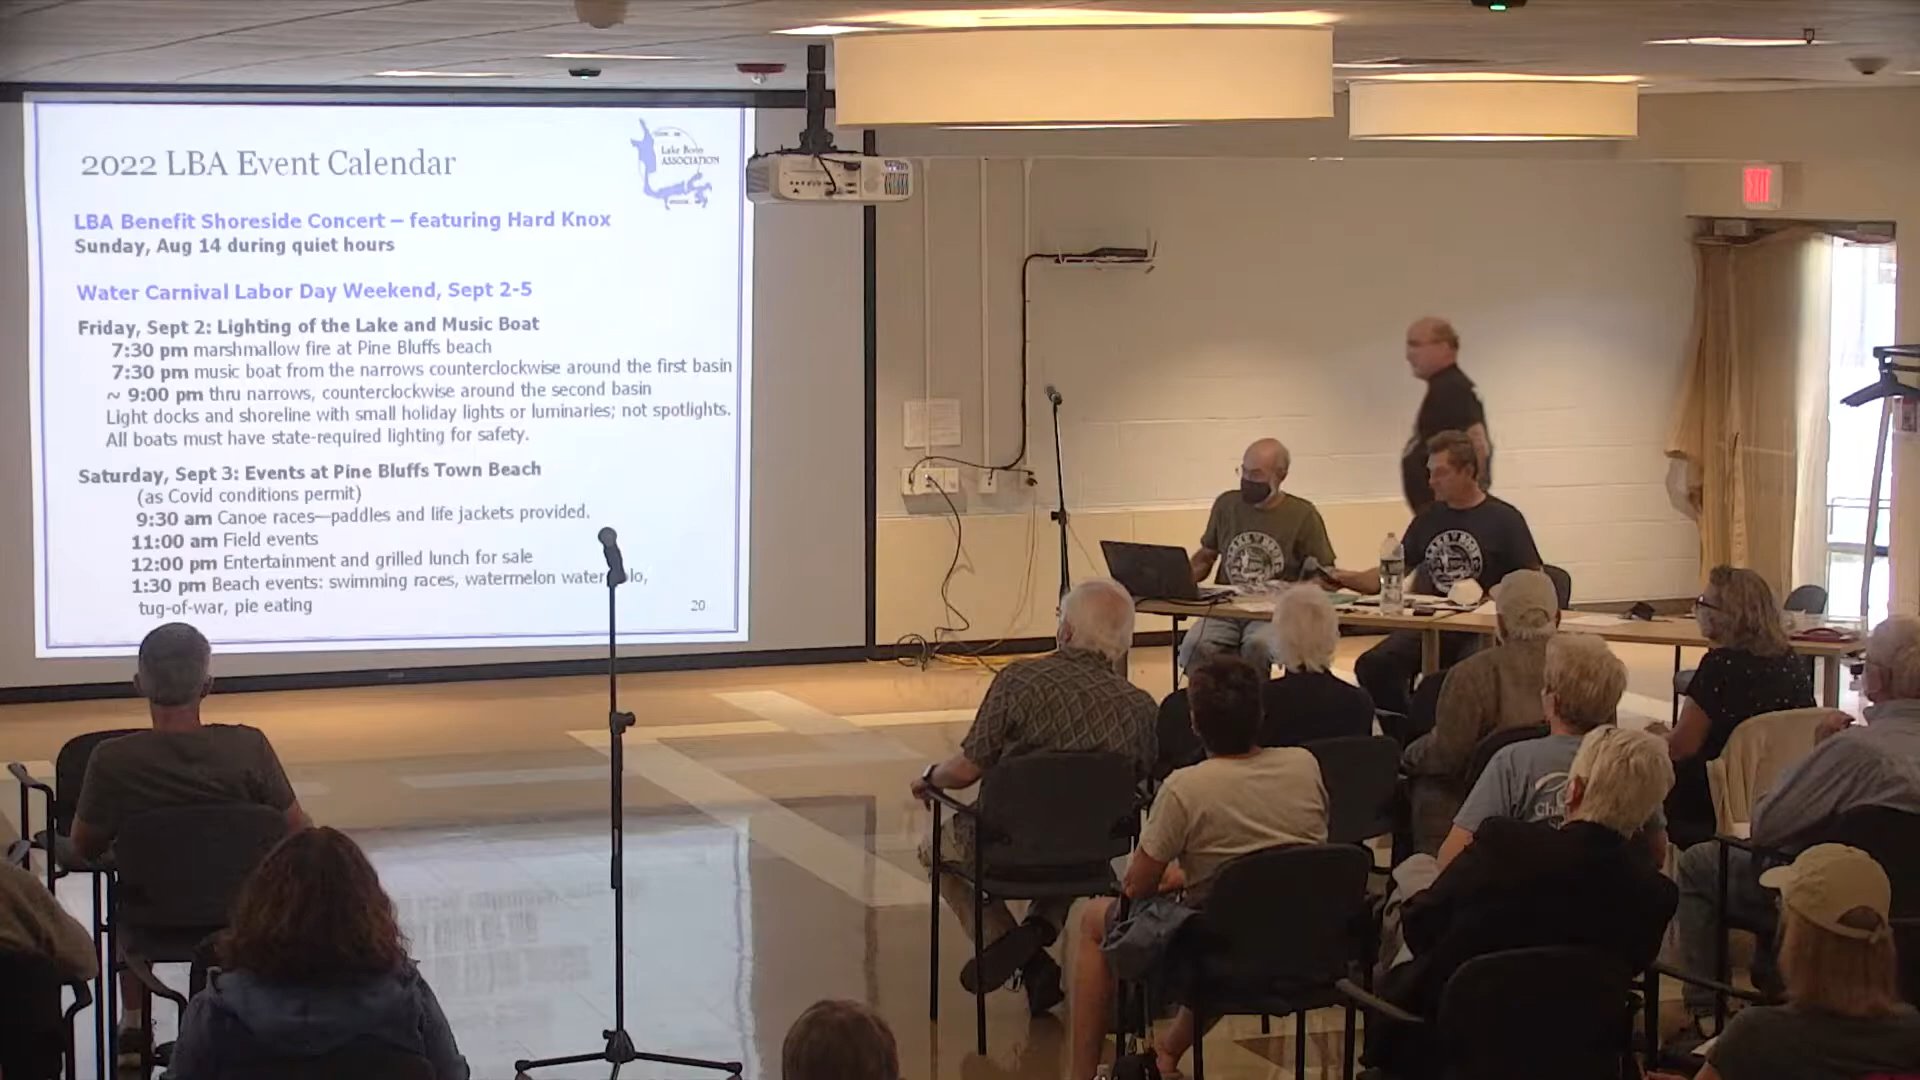 2022 LBA Event Calendar
Lake Boon
ASSOCIATION
LBA Benefit Shoreside Concert – featuring Hard Knox
Sunday, Aug 14 during quiet hours
Water Carnival Labor Day Weekend, Sept 2-5
Friday, Sept 2: Lighting of the Lake and Music Boat
7:30 pm marshmallow fire at Pine Bluffs beach
7:30 pm music boat from the narrows counterclockwise around the first basin
~ 9:00 pm thru narrows, counterclockwise around the second basin
Light docks and shoreline with small holiday lights or luminaries; not spotlights.
All boats must have state-required lighting for safety.
Saturday, Sept 3: Events at Pine Bluffs Town Beach
(as Covid conditions permit)
9:30 am Canoe races—paddles and life jackets provided.
11:00 am Field events
12:00 pm Entertainment and grilled lunch for sale
1:30 pm Beach events: swimming races, watermelon water lo,
tug-of-war, pie eating
20
EXIT